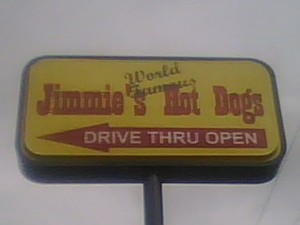 World
Famous
Jimmie's Hot Dogs
DRIVE THRU OPEN